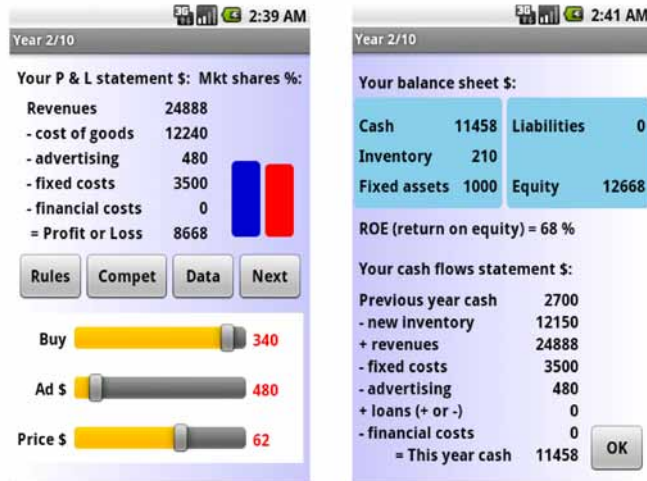 3G 2:39 AM
Year 2/10
Your P & L statement $: Mkt shares %:
Revenues 24888
- cost of goods 12240
- advertising 480
- fixed costs 3500
- financial costs 0
= Profit or Loss 8668
Rules Compet Data Next
Buy 340
Ad $ 480
Price $ 62
3G 2:41 AM
Year 2/10
Your balance sheet $:
Cash 11458 Liabilities 0
Inventory 210
Fixed assets 1000 Equity 12668
ROE (return on equity) = 68 %
Your cash flows statement $:
Previous year cash 2700
- new inventory 12150
+ revenues 24888
- fixed costs 3500
- advertising 480
+ loans (+ or -) 0
- financial costs 0
= This year cash 11458
OK